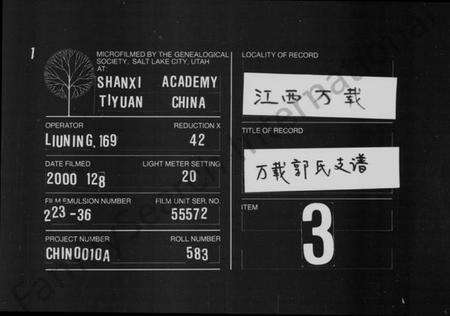 1
MICROFILMED BY THE GENEALOGICAL
SOCIETY, SALT LAKE CITY, UTAH
AT:
SHANXI ACADEMY
TIYUAN CHINA
OPERATOR REDUCTION X
LIUNING, 169 42
DATE FILMED LIGHT METER SETTING
2000 128 20
FILM EMULSION NUMBER FILM UNIT SER. NO.
223-36 55572
PROJECT NUMBER ROLL NUMBER
CHIN0010A 583
LOCALITY OF RECORD
江西万载
TITLE OF RECORD
万载郭氏支谱
ITEM
3